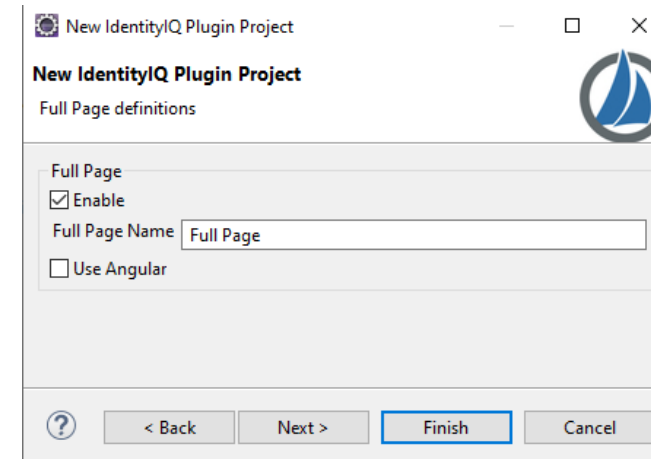 New IdentityIQ Plugin Project
New IdentityIQ Plugin Project
Full Page definitions
Full Page
Enable
Full Page Name Full Page
Use Angular
? < Back Next > Finish Cancel